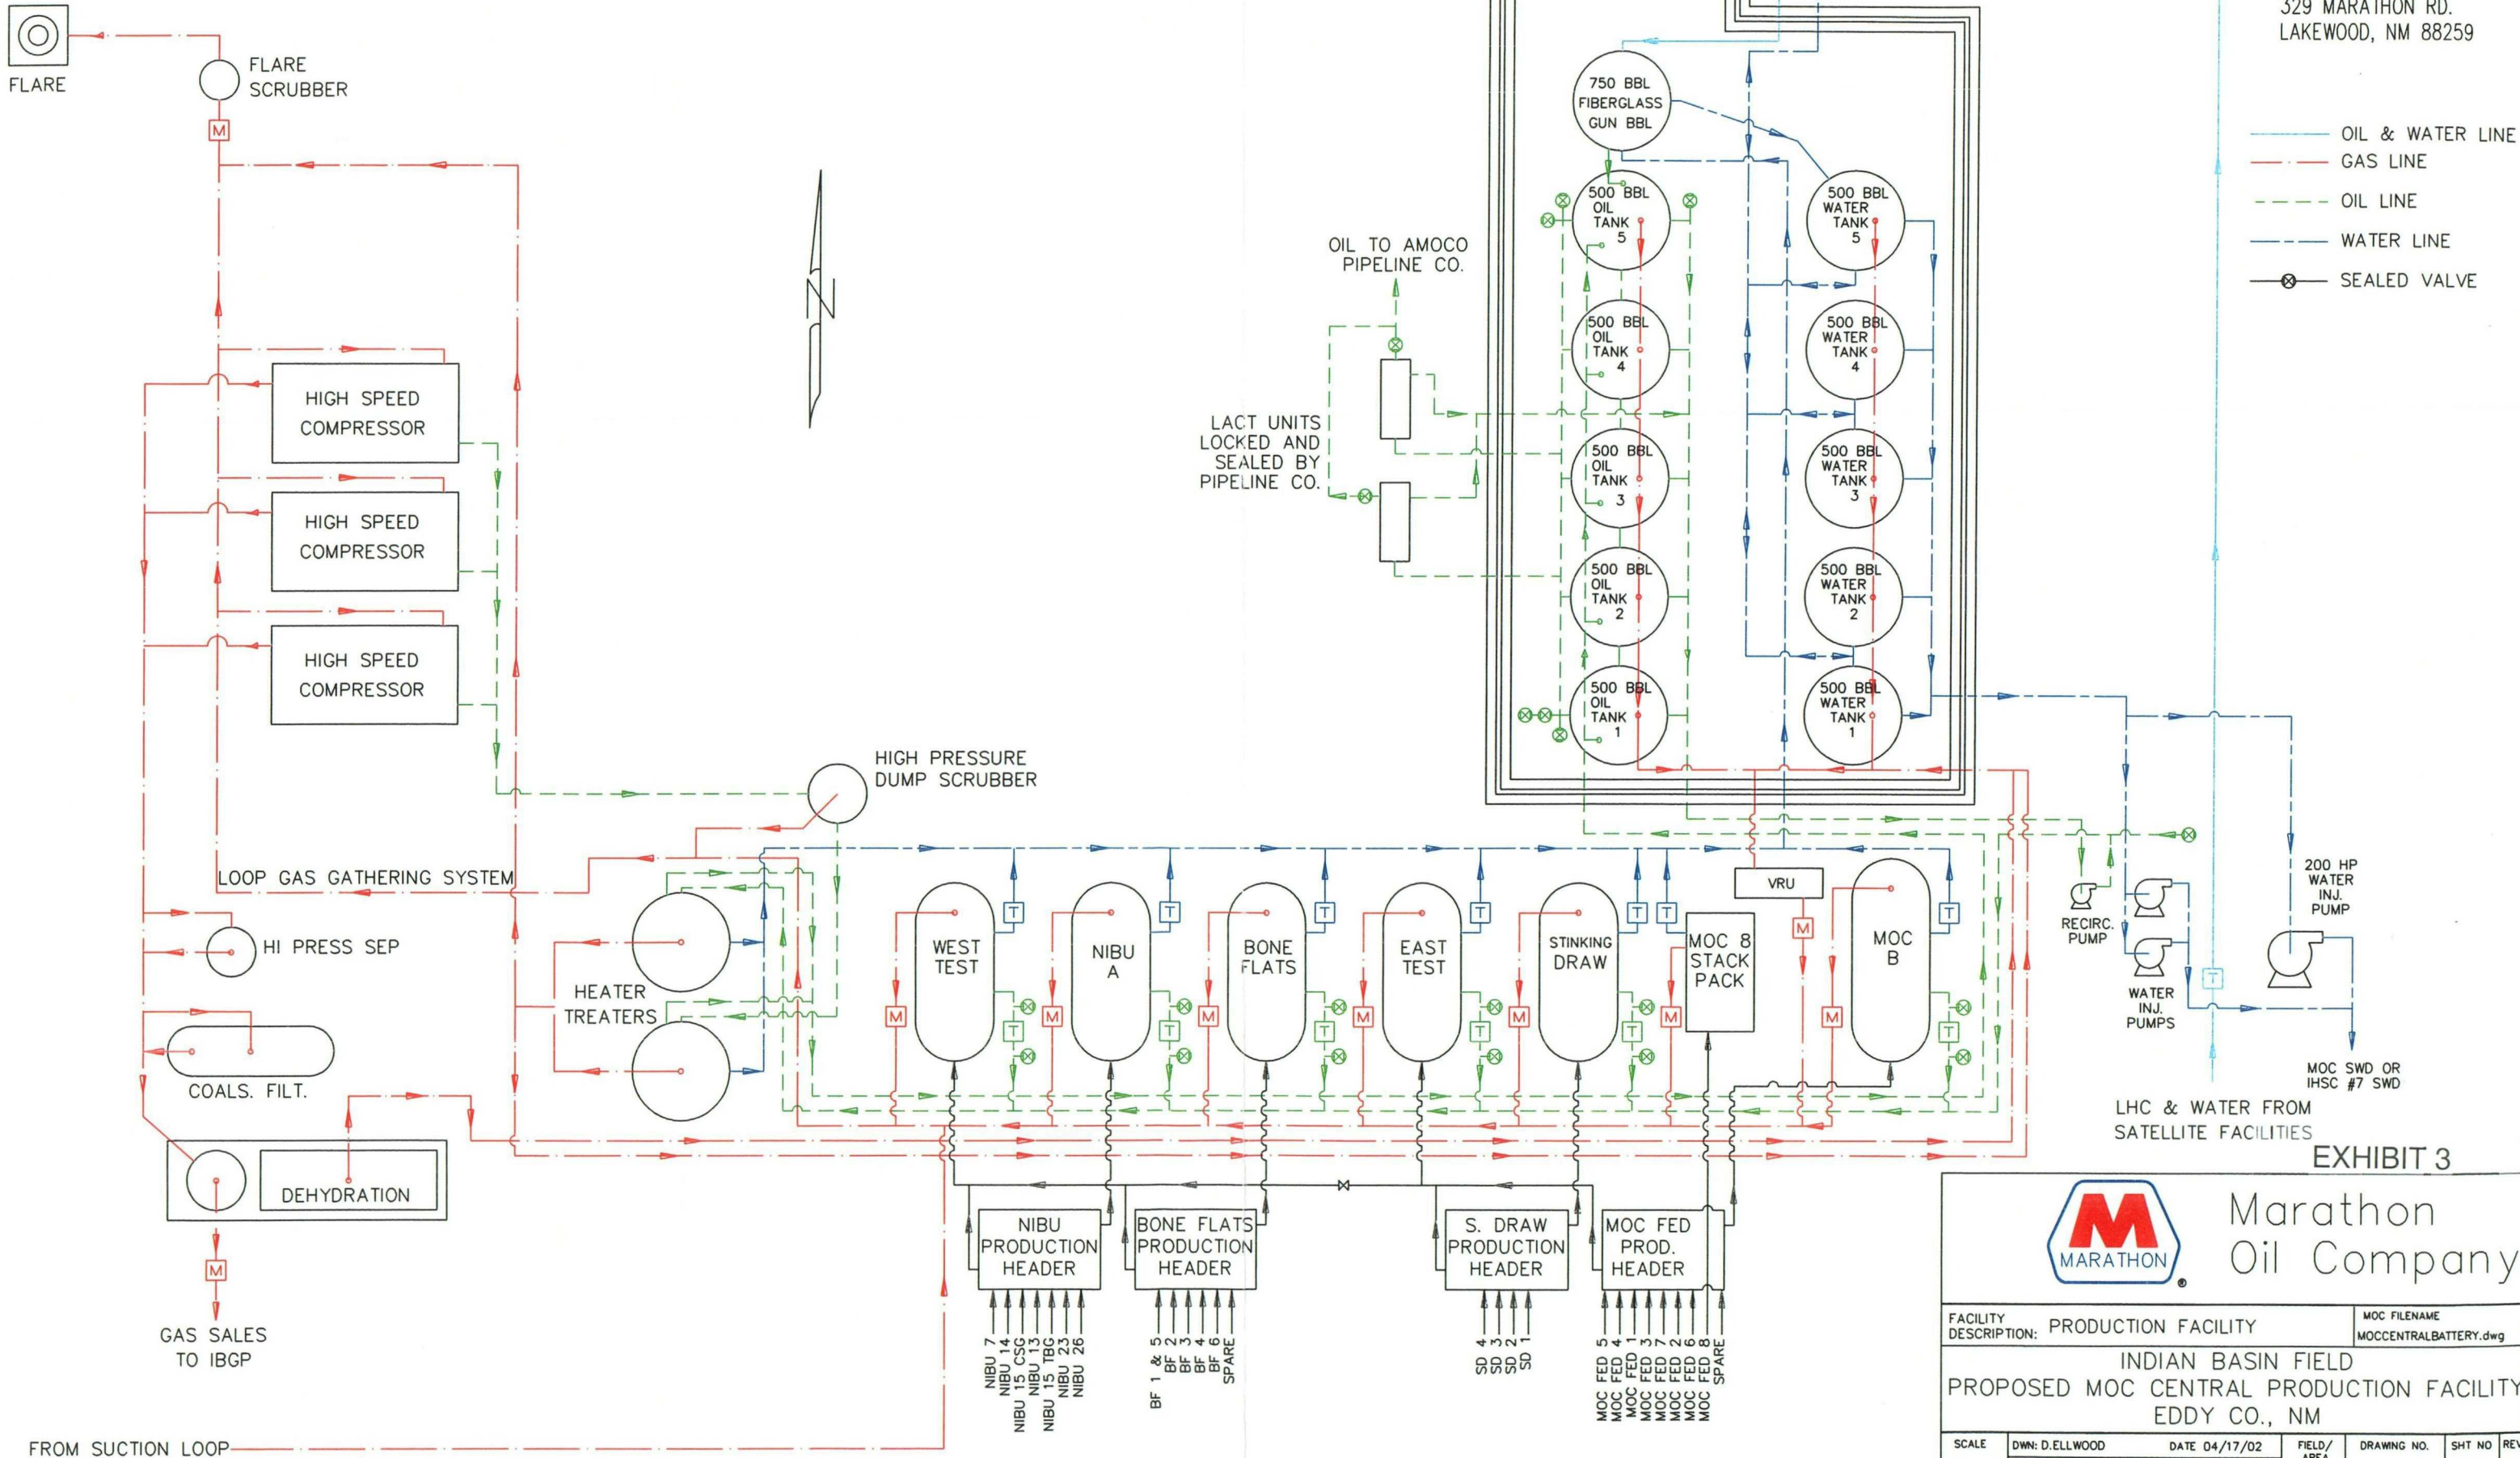 329 MARATHON RD.
LAKEWOOD, NM 88259
FLARE
FLARE
SCRUBBER
M
OIL & WATER LINE
GAS LINE
OIL LINE
WATER LINE
SEALED VALVE
N
750 BBL
FIBERGLASS
GUN BBL
500 BBL
OIL
TANK
5
500 BBL
WATER
TANK
5
500 BBL
OIL
TANK
4
500 BBL
WATER
TANK
4
500 BBL
OIL
TANK
3
500 BBL
WATER
TANK
3
500 BBL
OIL
TANK
2
500 BBL
WATER
TANK
2
500 BBL
OIL
TANK
1
500 BBL
WATER
TANK
1
OIL TO AMOCO
PIPELINE CO.
LACT UNITS
LOCKED AND
SEALED BY
PIPELINE CO.
HIGH SPEED
COMPRESSOR
HIGH SPEED
COMPRESSOR
HIGH SPEED
COMPRESSOR
HIGH PRESSURE
DUMP SCRUBBER
LOOP GAS GATHERING SYSTEM
HI PRESS SEP
COALS. FILT.
DEHYDRATION
M
GAS SALES
TO IBGP
FROM SUCTION LOOP
HEATER
TREATERS
WEST
TEST
M
T
T
NIBU
A
M
T
T
BONE
FLATS
M
T
T
EAST
TEST
M
T
T
STINKING
DRAW
M
T
T
T
MOC 8
STACK
PACK
M
VRU
M
MOC
B
M
T
T
RECIRC.
PUMP
WATER
INJ.
PUMPS
200 HP
WATER
INJ.
PUMP
T
MOC SWD OR
IHSC #7 SWD
LHC & WATER FROM
SATELLITE FACILITIES
NIBU
PRODUCTION
HEADER
BONE FLATS
PRODUCTION
HEADER
S. DRAW
PRODUCTION
HEADER
MOC FED
PROD.
HEADER
NIBU 7
NIBU 14
NIBU 15 CSG
NIBU 13
NIBU 15 TBG
NIBU 23
NIBU 26
BF 1 & 5
BF 2
BF 3
BF 4
BF 6
SPARE
SD 4
SD 3
SD 2
SD 1
MOC FED 5
MOC FED 4
MOC FED 1
MOC FED 3
MOC FED 7
MOC FED 2
MOC FED 6
MOC FED 8
SPARE
EXHIBIT 3
M
MARATHON
®
Marathon
Oil Company
FACILITY
DESCRIPTION: PRODUCTION FACILITY
MOC FILENAME
MOCCENTRALBATTERY.dwg
INDIAN BASIN FIELD
PROPOSED MOC CENTRAL PRODUCTION FACILITY
EDDY CO., NM
SCALE
DWN: D.ELLWOOD
DATE 04/17/02
FIELD/
AREA
DRAWING NO.
SHT NO
REV